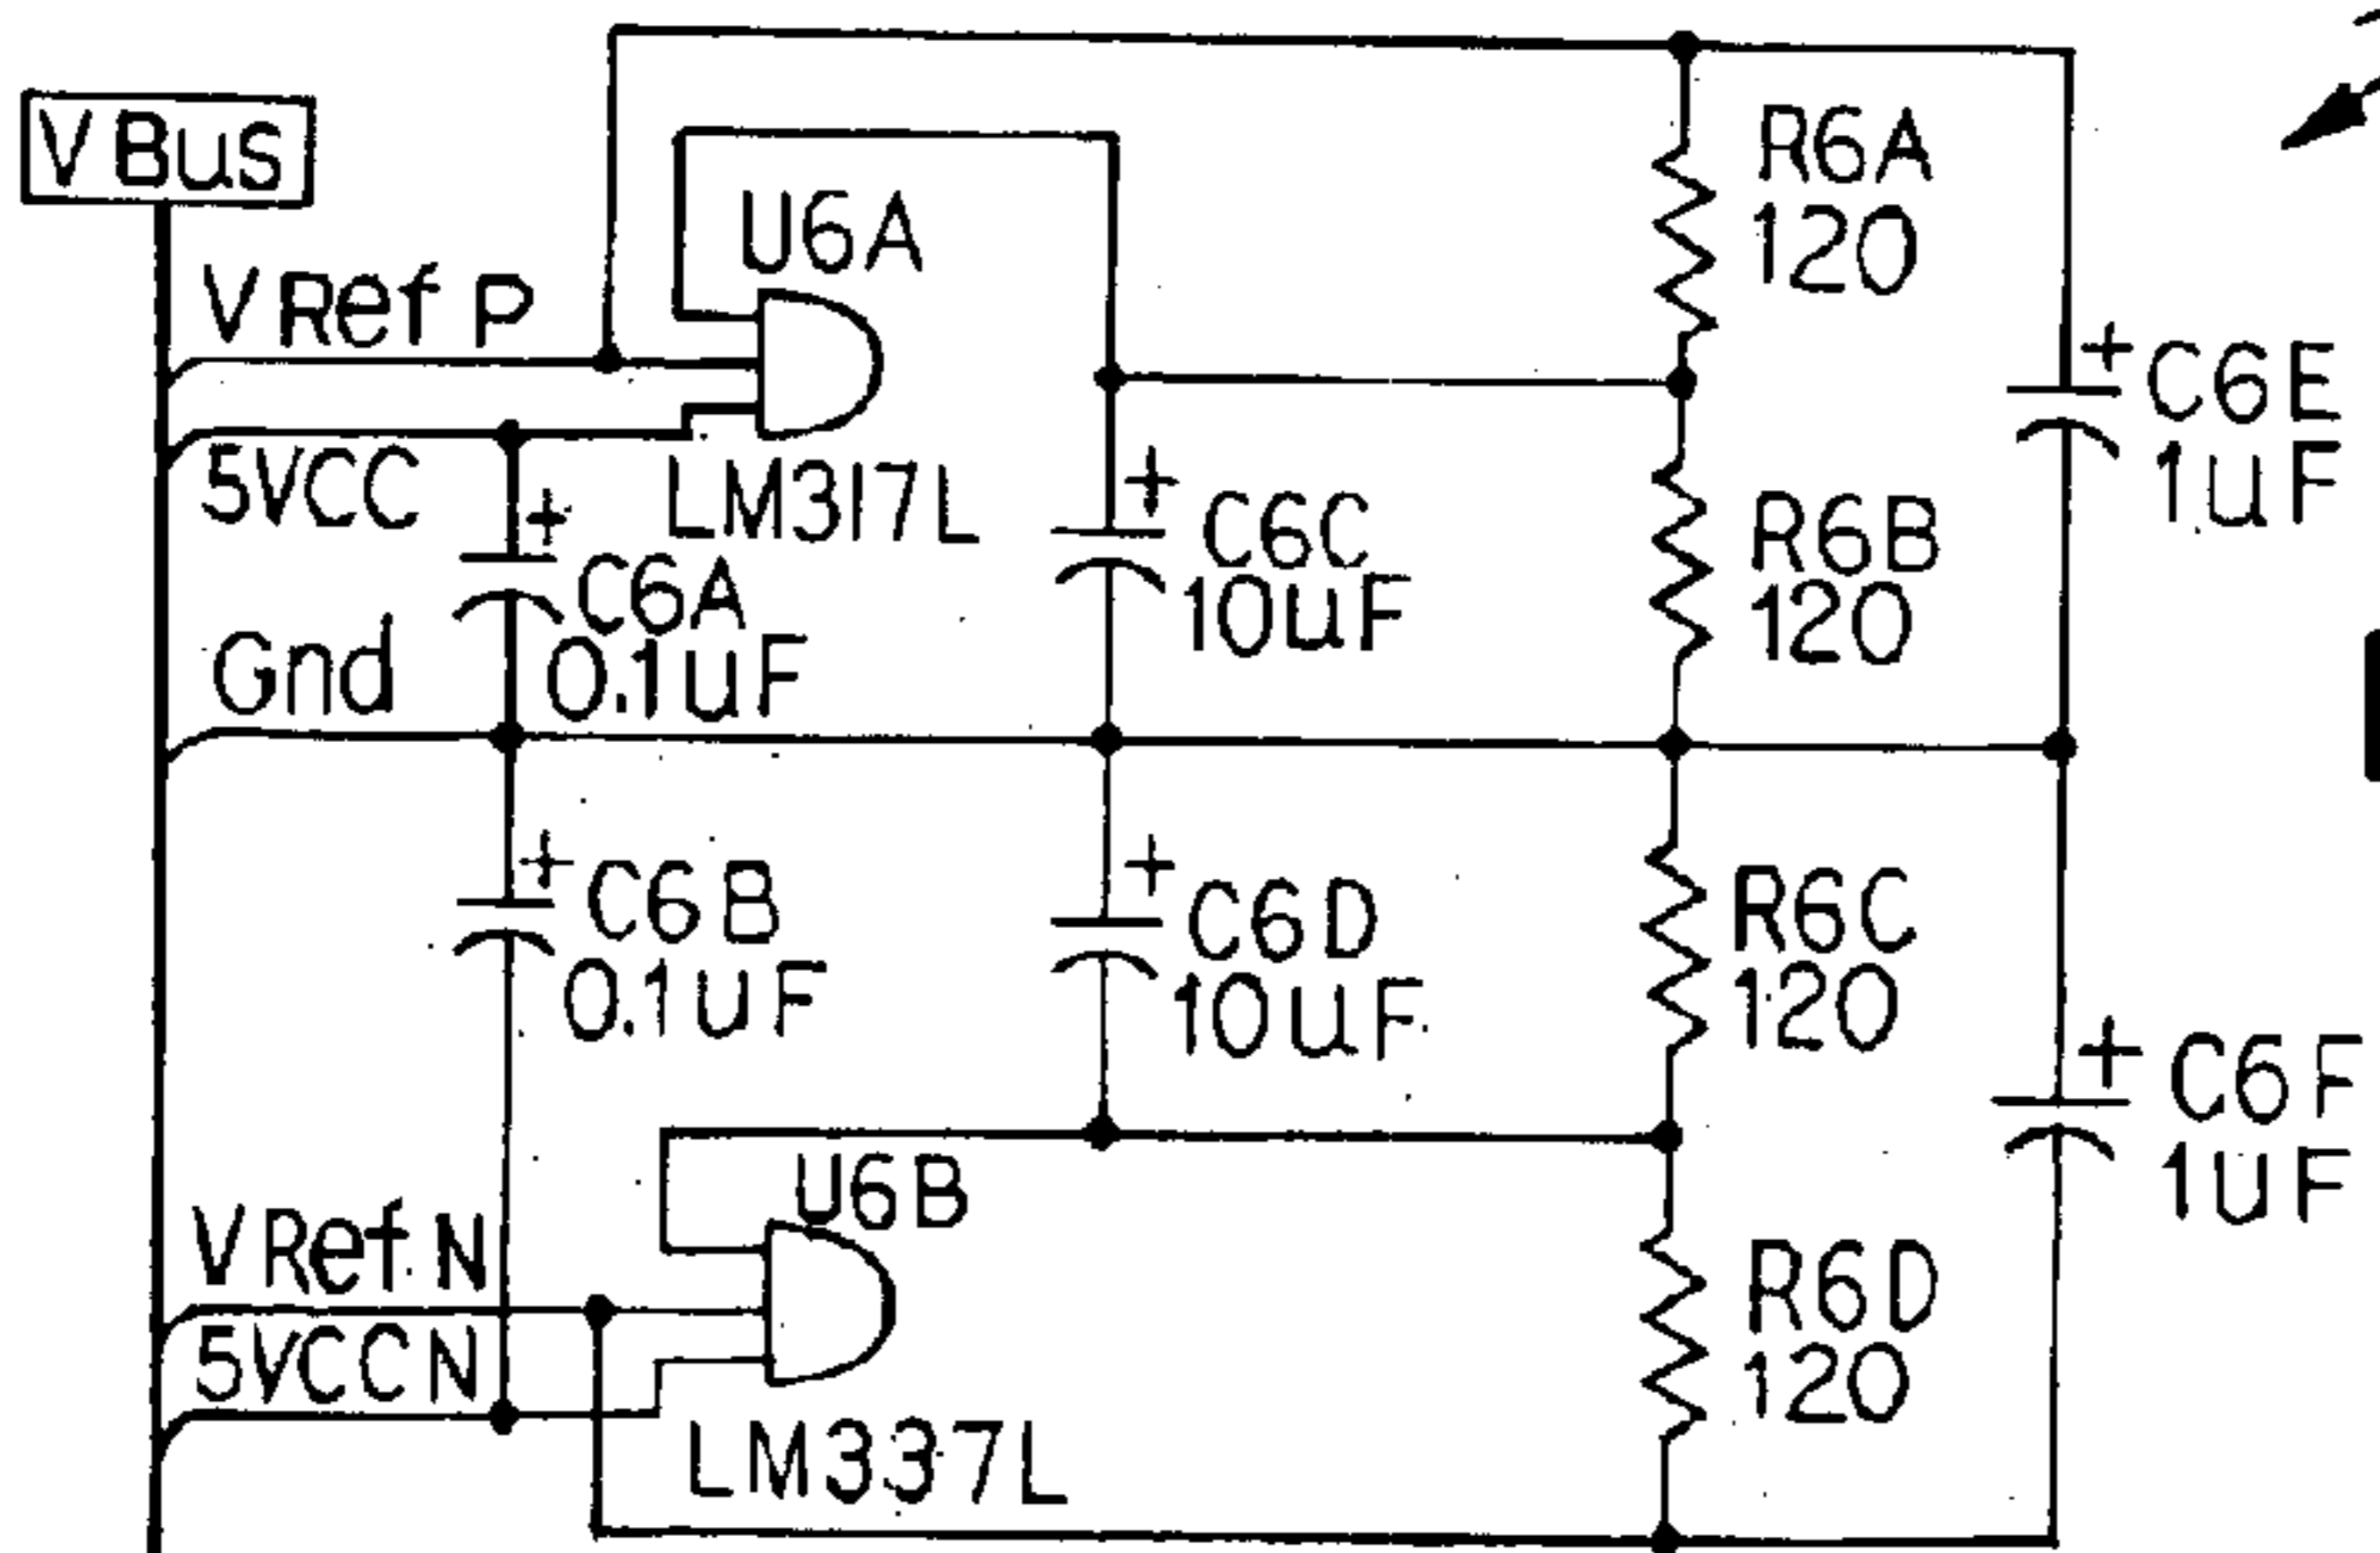 VBus
V Ref P
5VCC
Gnd
U6A
LM317L
C6A
0.1uF
C6C
10uF
R6A
120
R6B
120
C6E
1uF
C6B
0.1uF
C6D
10uF
R6C
120
R6D
120
C6F
1uF
V Ref N
5VCCN
U6B
LM337L
+
+
+
+
+
+